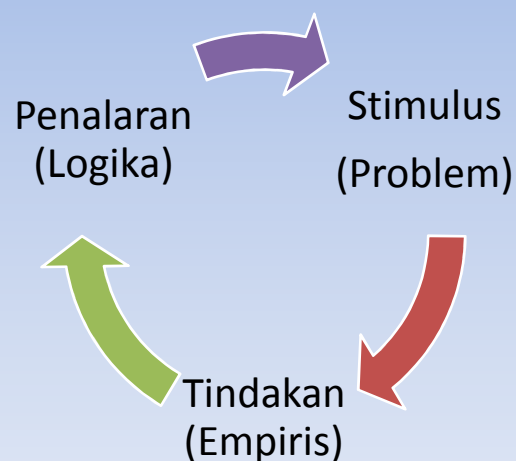 Penalaran
(Logika)
Stimulus
(Problem)
Tindakan
(Empiris)